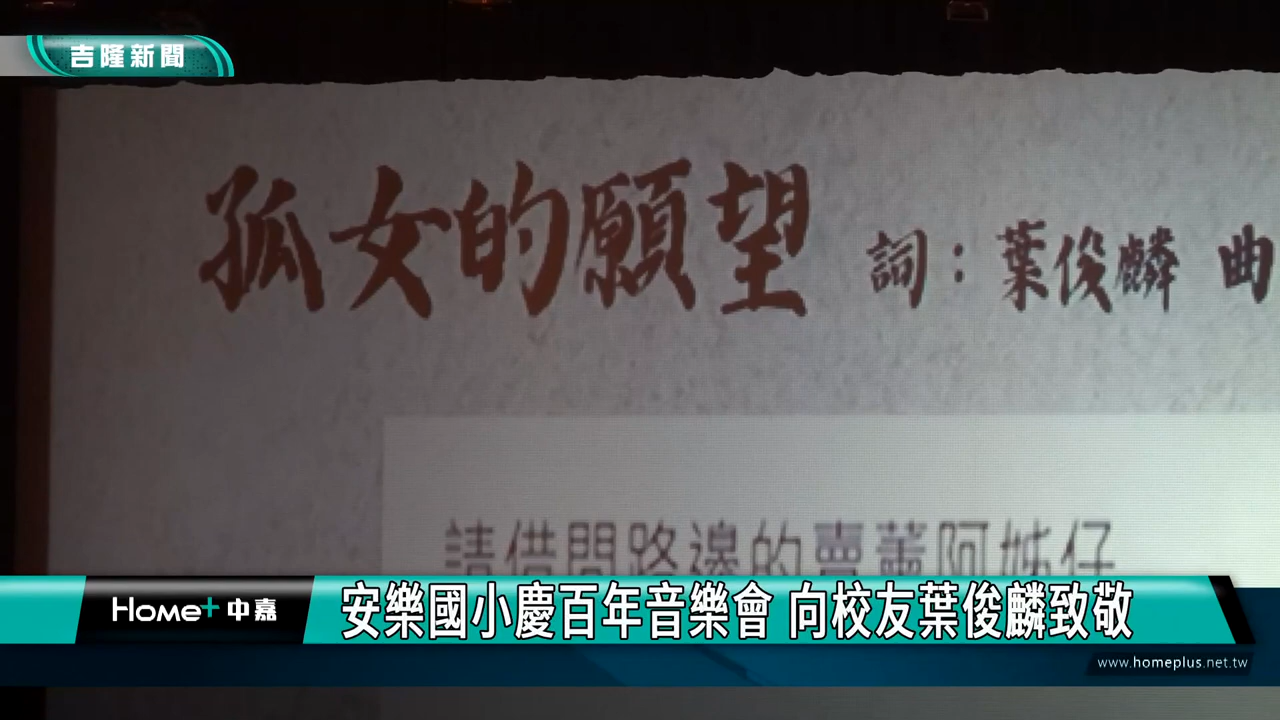 吉隆新聞
孤女的願望 詞：葉俊麟 曲
請借問路邊的賣薑阿姊仔
Home+中嘉
安樂國小慶百年音樂會 向校友葉俊麟致敬
www.homeplus.net.tw